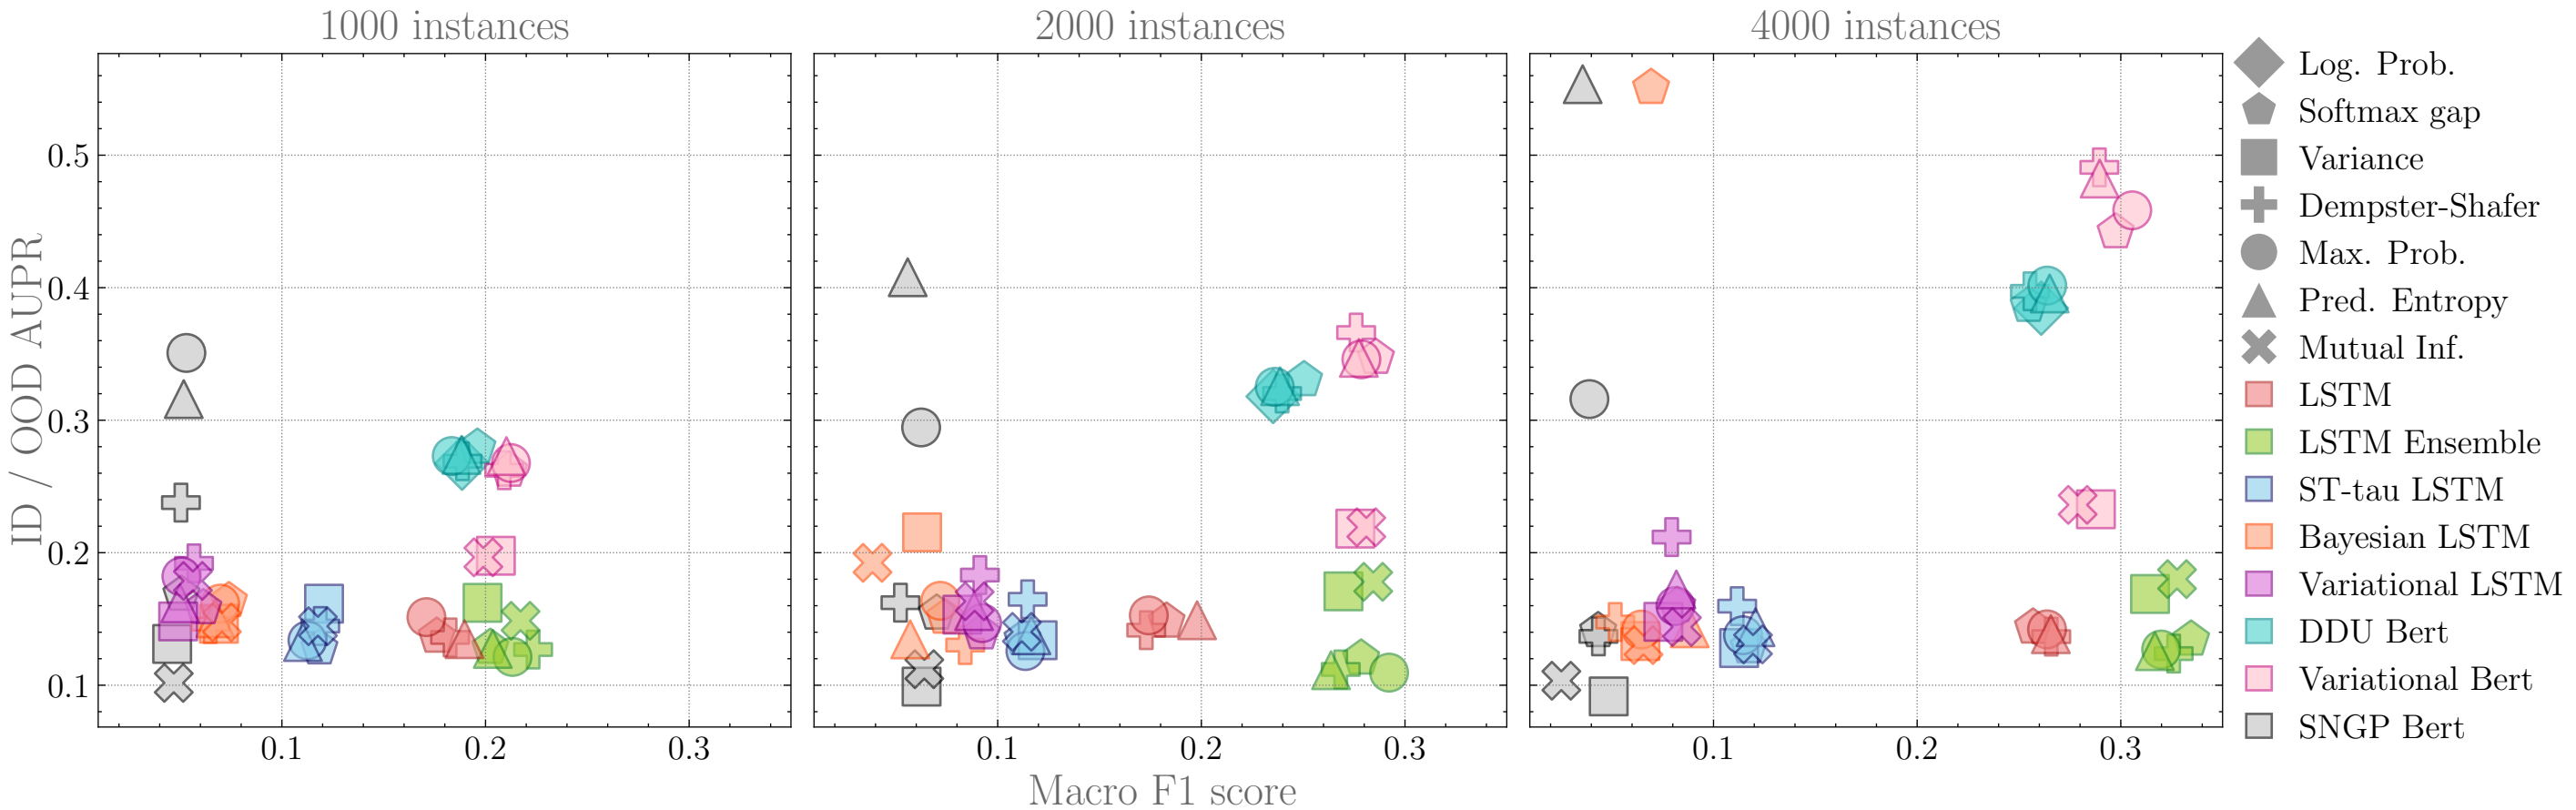 1000 instances
2000 instances
4000 instances
ID / OOD AUPR
0.5
0.4
0.3
0.2
0.1
0.1 0.2 0.3
0.1 0.2 0.3
0.1 0.2 0.3
Macro F1 score
Log. Prob.
Softmax gap
Variance
Dempster-Shafer
Max. Prob.
Pred. Entropy
Mutual Inf.
LSTM
LSTM Ensemble
ST-tau LSTM
Bayesian LSTM
Variational LSTM
DDU Bert
Variational Bert
SNGP Bert